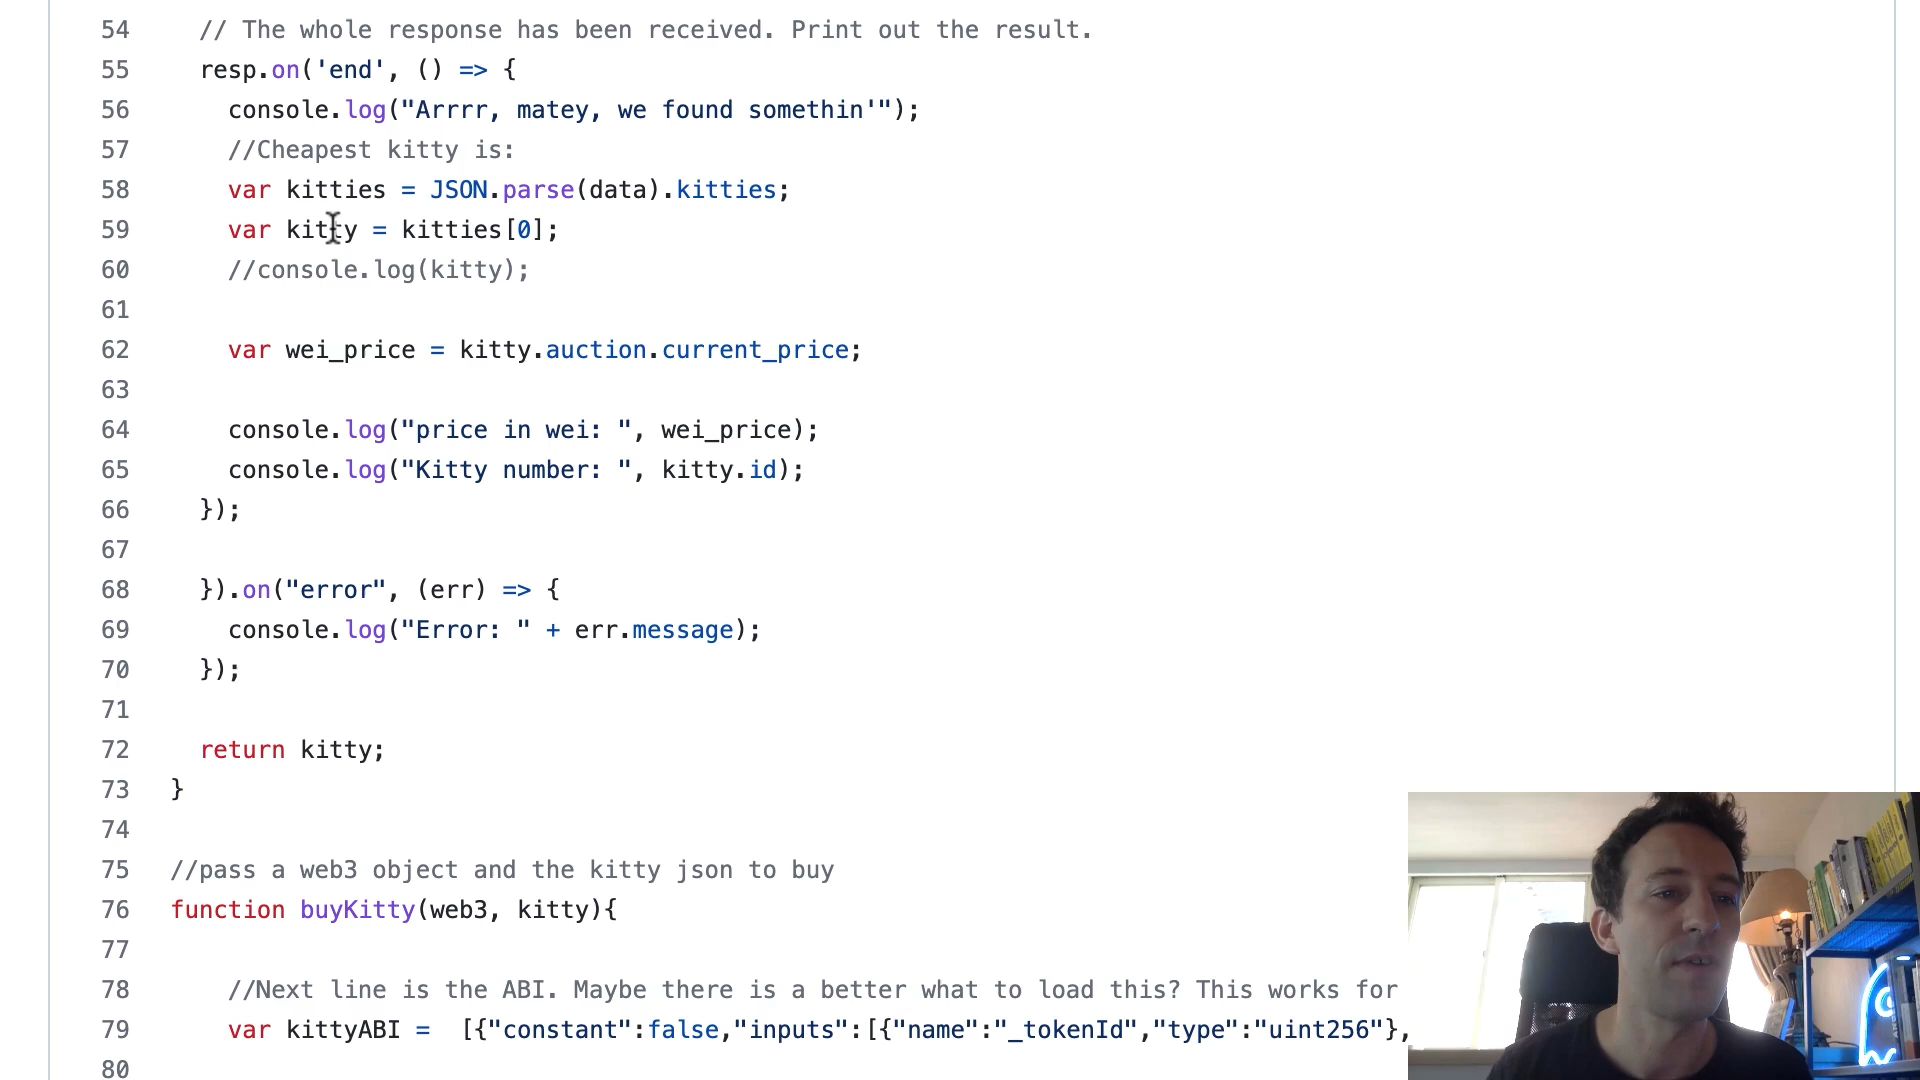 54 // The whole response has been received. Print out the result.
55 resp.on('end', () => {
56 console.log("Arrrr, matey, we found somethin'");
57 //Cheapest kitty is:
58 var kitties = JSON.parse(data).kitties;
59 var kitty = kitties[0];
60 //console.log(kitty);
61
62 var wei_price = kitty.auction.current_price;
63
64 console.log("price in wei: ", wei_price);
65 console.log("Kitty number: ", kitty.id);
66 });
67
68 }).on("error", (err) => {
69 console.log("Error: " + err.message);
70 });
71
72 return kitty;
73 }
74
75 //pass a web3 object and the kitty json to buy
76 function buyKitty(web3, kitty){
77
78 //Next line is the ABI. Maybe there is a better what to load this? This works for
79 var kittyABI = [{"constant":false,"inputs":[{"name":"_tokenId","type":"uint256"},
80